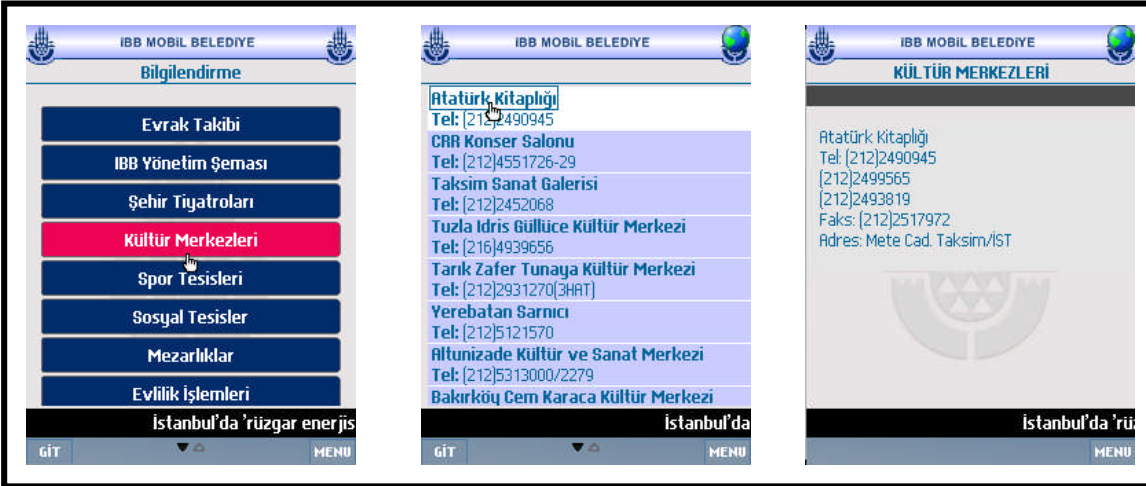 İBB MOBİL BELEDİYE
Bilgilendirme
Evrak Takibi
IBB Yönetim Şeması
Şehir Tiyatroları
Kültür Merkezleri
Spor Tesisleri
Sosyal Tesisler
Mezarlıklar
Evlilik İşlemleri
İstanbul'da 'rüzgar enerjis
GİT
MENU
İBB MOBİL BELEDİYE
Atatürk Kitaplığı
Tel: (212)2490945
CRR Konser Salonu
Tel: (212)4551726-29
Taksim Sanat Galerisi
Tel: (212)2452068
Tuzla Idris Güllüce Kültür Merkezi
Tel: (216)4939656
Tarık Zafer Tunaya Kültür Merkezi
Tel: (212)2931270(3HAT)
Yerebatan Sarnıcı
Tel: (212)5121570
Altunizade Kültür ve Sanat Merkezi
Tel: (212)5313000/2279
Bakırköy Cem Karaca Kültür Merkezi
İstanbul'da
GİT
MENU
İBB MOBİL BELEDİYE
KÜLTÜR MERKEZLERİ
Atatürk Kitaplığı
Tel: (212)2490945
(212)2499565
(212)2493819
Faks: (212)2517972
Adres: Mete Cad. Taksim/İST
İstanbul'da 'rüz
MENU